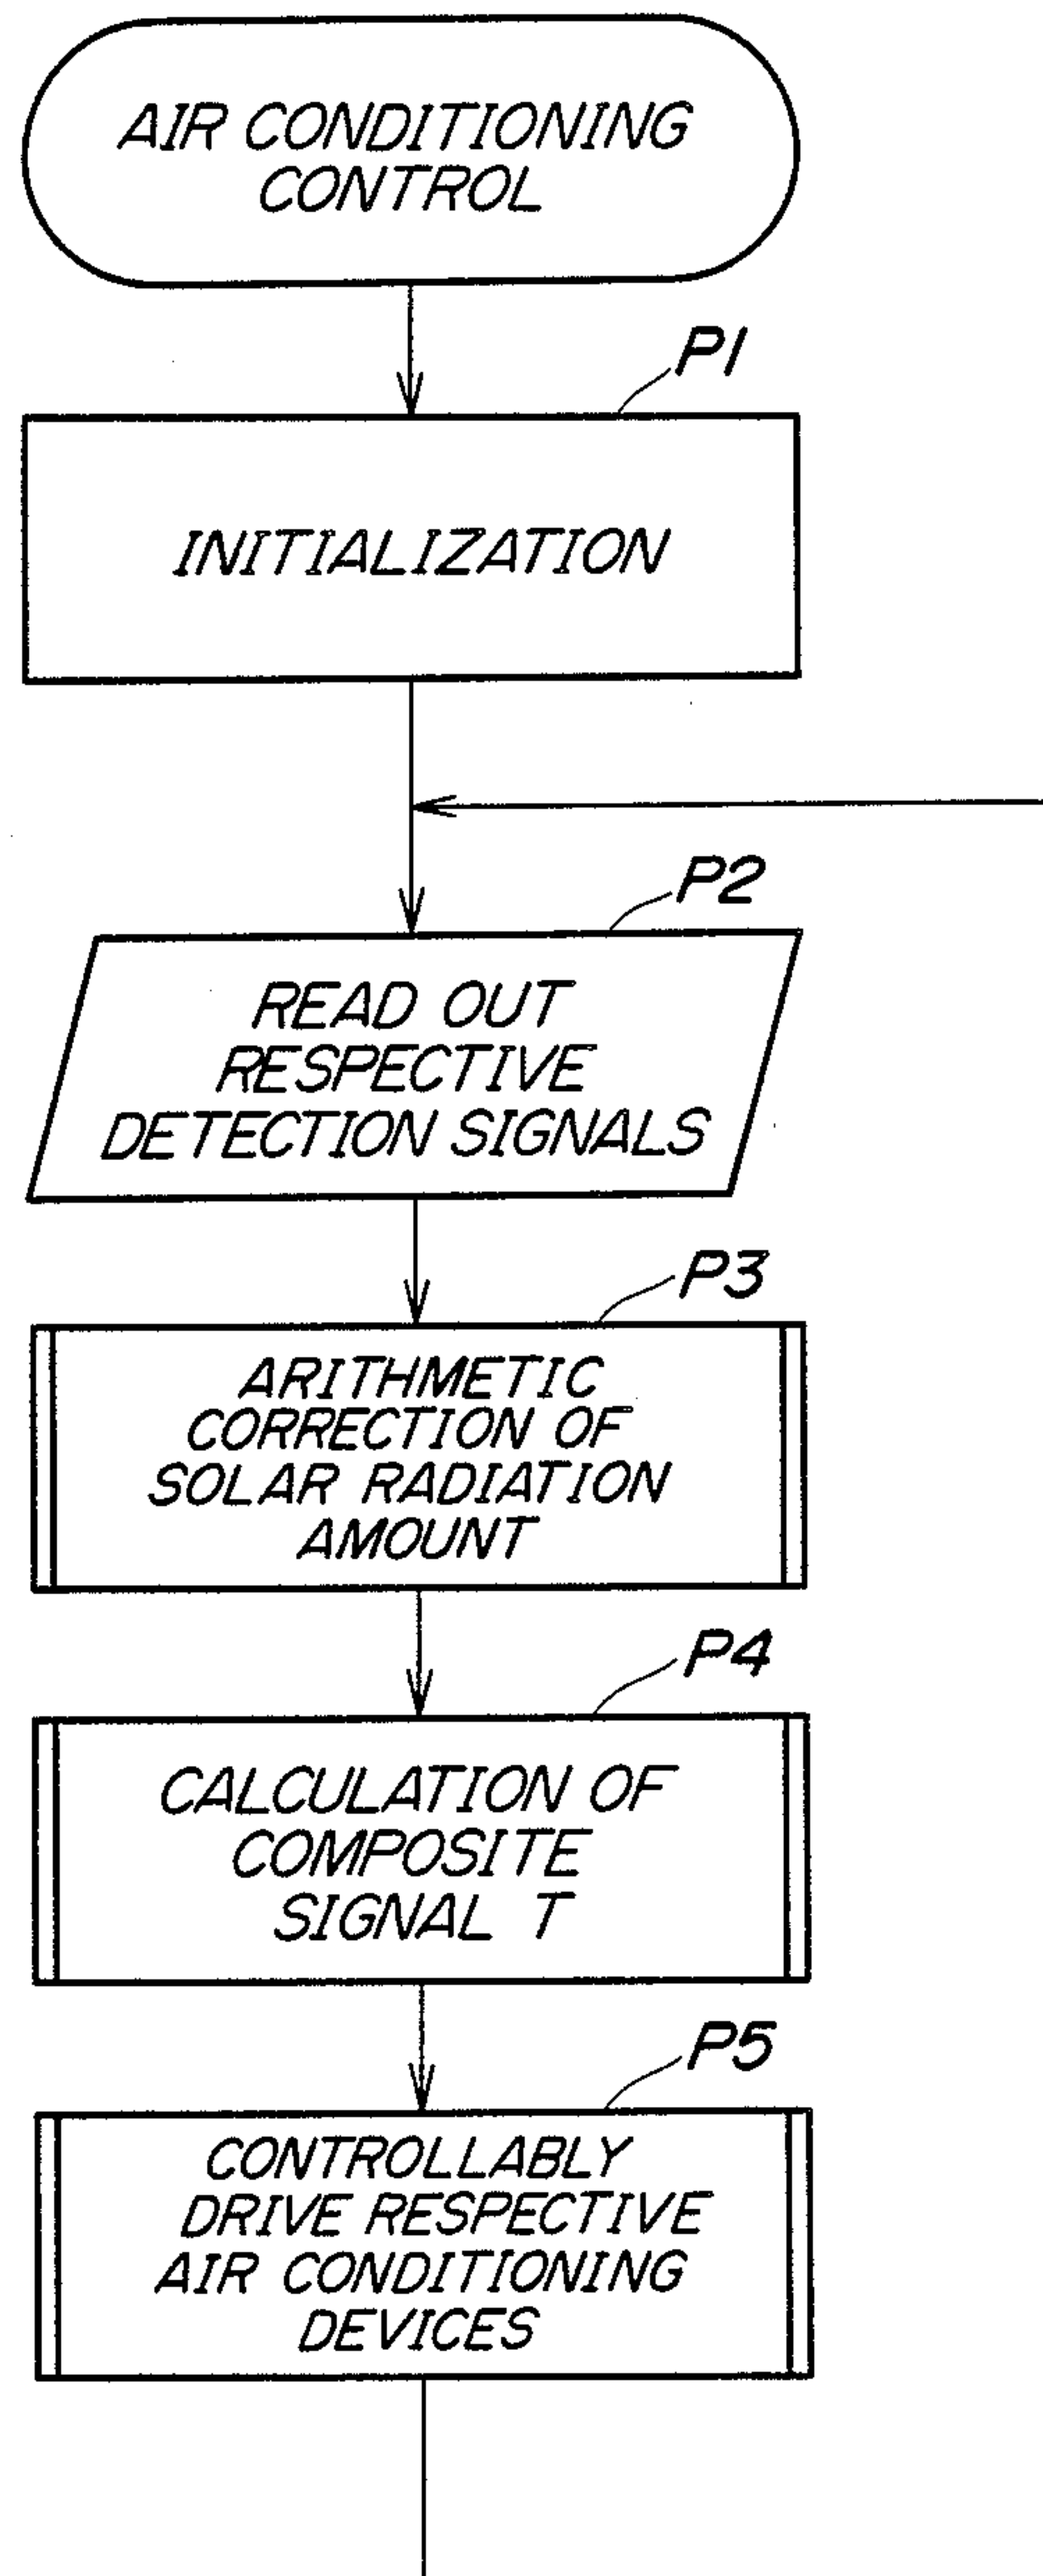 AIR CONDITIONING
CONTROL
P1
INITIALIZATION
P2
READ OUT
RESPECTIVE
DETECTION SIGNALS
P3
ARITHMETIC
CORRECTION OF
SOLAR RADIATION
AMOUNT
P4
CALCULATION OF
COMPOSITE
SIGNAL T
P5
CONTROLLABLY
DRIVE RESPECTIVE
AIR CONDITIONING
DEVICES